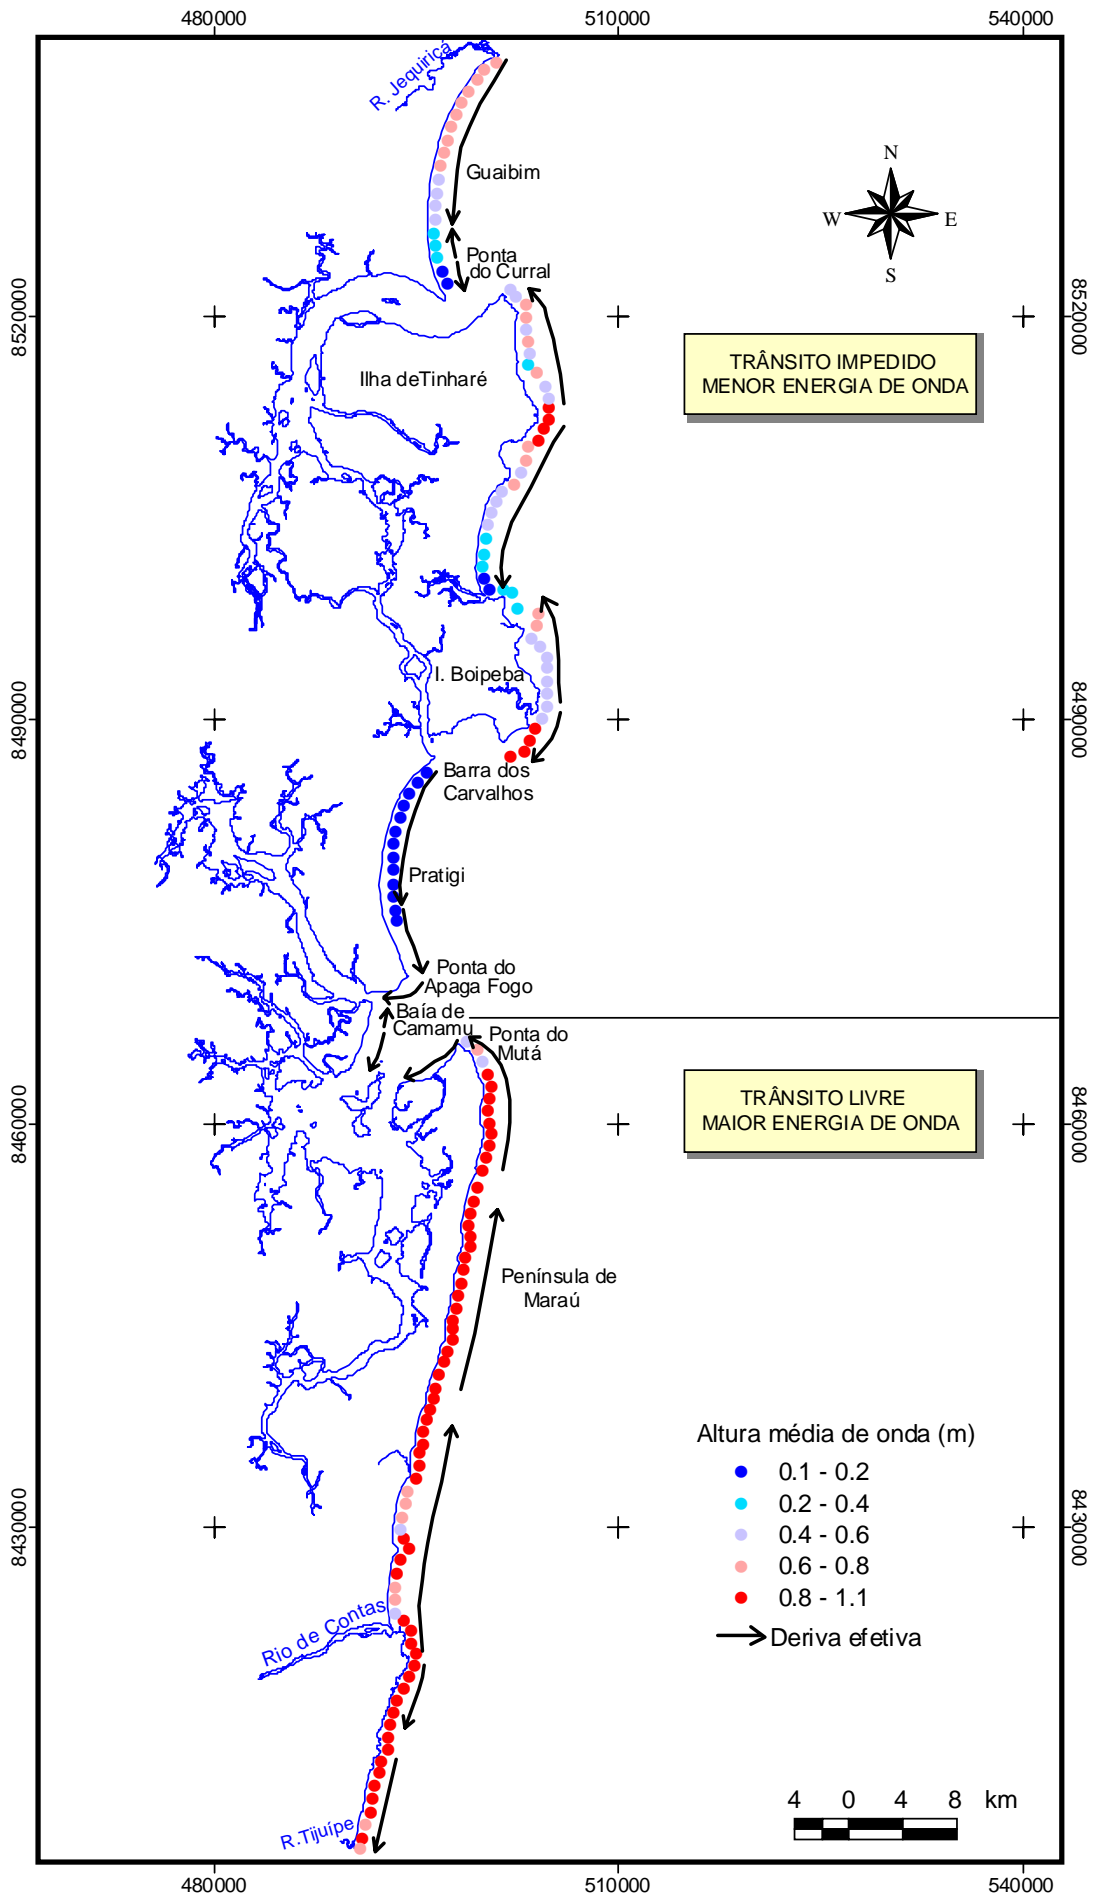 480000
510000
540000
R. Jequiriçá
Guaibim
N
W
E
S
Ponta
do Curral
8520000
8520000
TRÂNSITO IMPEDIDO
MENOR ENERGIA DE ONDA
Ilha deTinharé
I. Boipeba
8490000
8490000
Barra dos
Carvalhos
Pratigi
Ponta do
Apaga Fogo
Baía de
Camamu
Ponta do
Mutá
TRÂNSITO LIVRE
MAIOR ENERGIA DE ONDA
8460000
8460000
Península de
Maraú
Altura média de onda (m)
0.1 - 0.2
0.2 - 0.4
0.4 - 0.6
0.6 - 0.8
0.8 - 1.1
Deriva efetiva
8430000
8430000
Rio de Contas
R.Tijuípe
4 0 4 8 km
480000
510000
540000